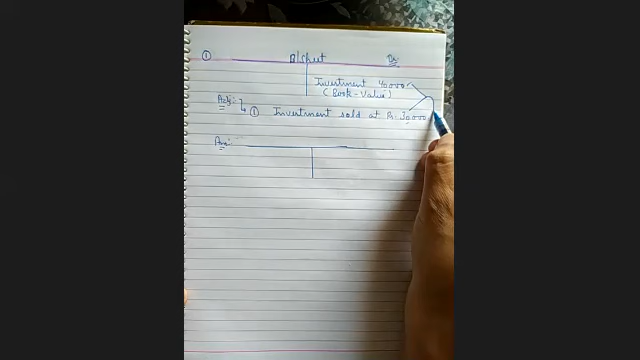 ① B/Sheet Dr
Investment 40000
(Book-Value)
Adj:- ① Investment sold at Rs. 30000
Ans:-